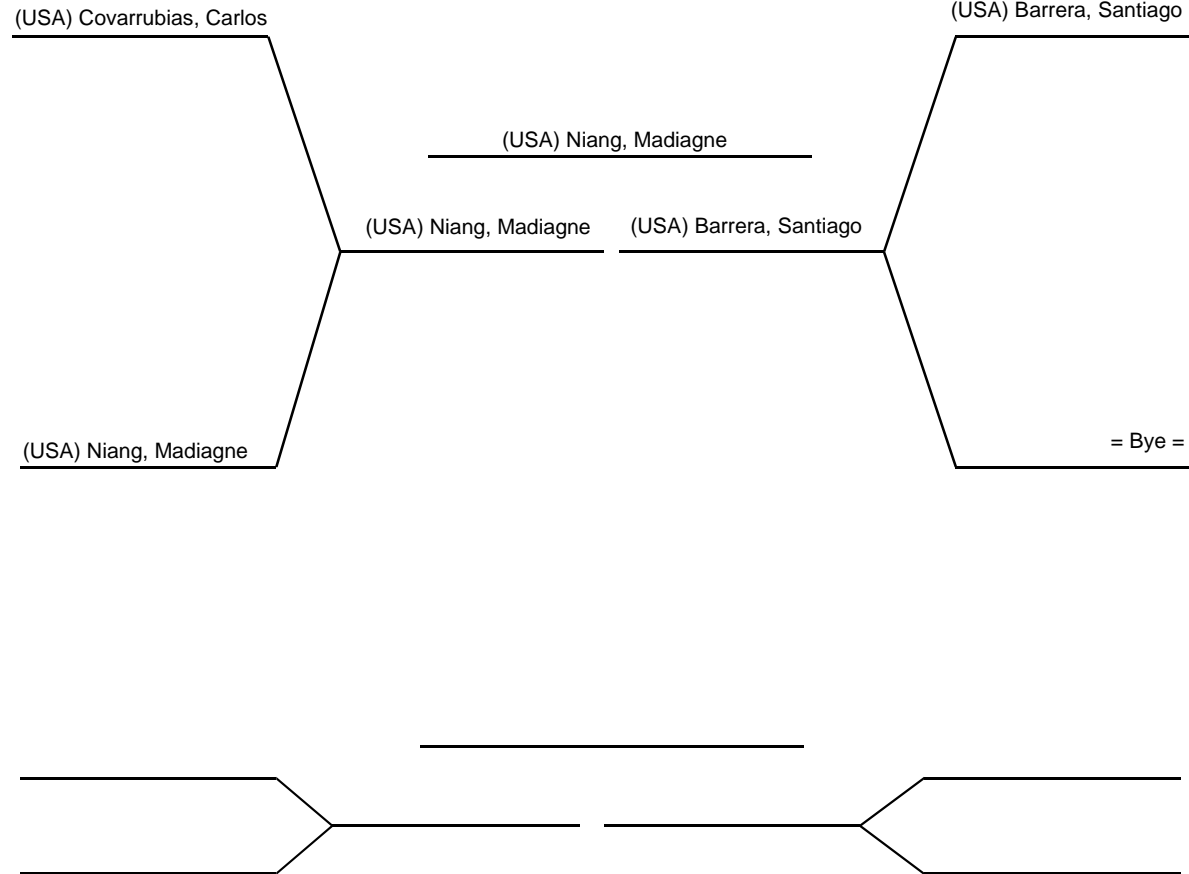 (USA) Covarrubias, Carlos
(USA) Barrera, Santiago
(USA) Niang, Madiagne
(USA) Niang, Madiagne
(USA) Barrera, Santiago
(USA) Niang, Madiagne
= Bye =